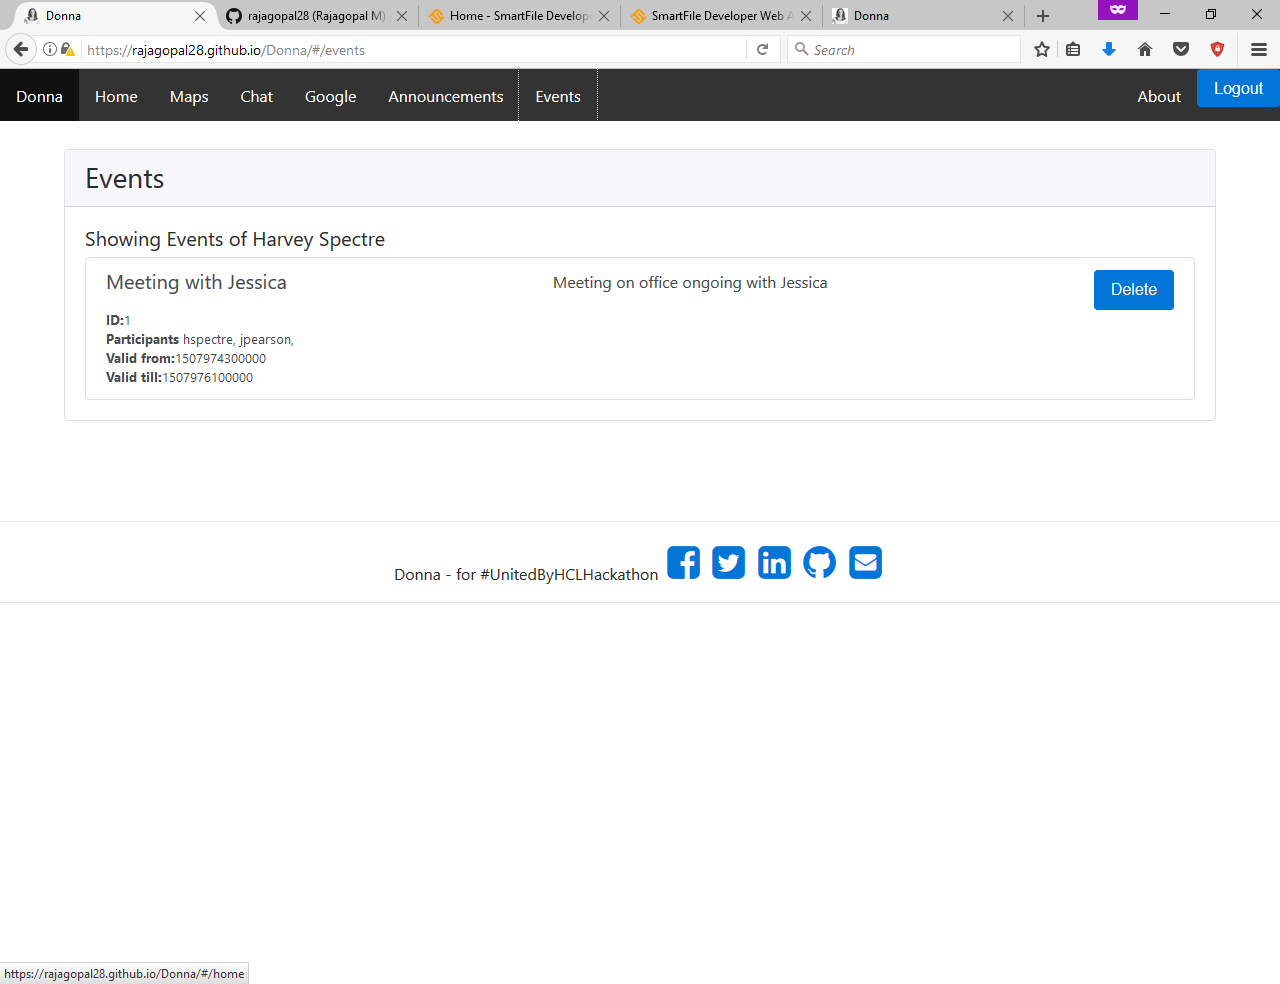 Donna
rajagopal28 (Rajagopal M)
Home - SmartFile Develop
SmartFile Developer Web A
Donna
https://rajagopal28.github.io/Donna/#/events
Search
Donna Home Maps Chat Google Announcements Events About Logout
Events
Showing Events of Harvey Spectre
Meeting with Jessica
Meeting on office ongoing with Jessica
Delete
ID:1
Participants hspectre, jpearson,
Valid from:1507974300000
Valid till:1507976100000
Donna - for #UnitedByHCLHackathon
https://rajagopal28.github.io/Donna/#/home